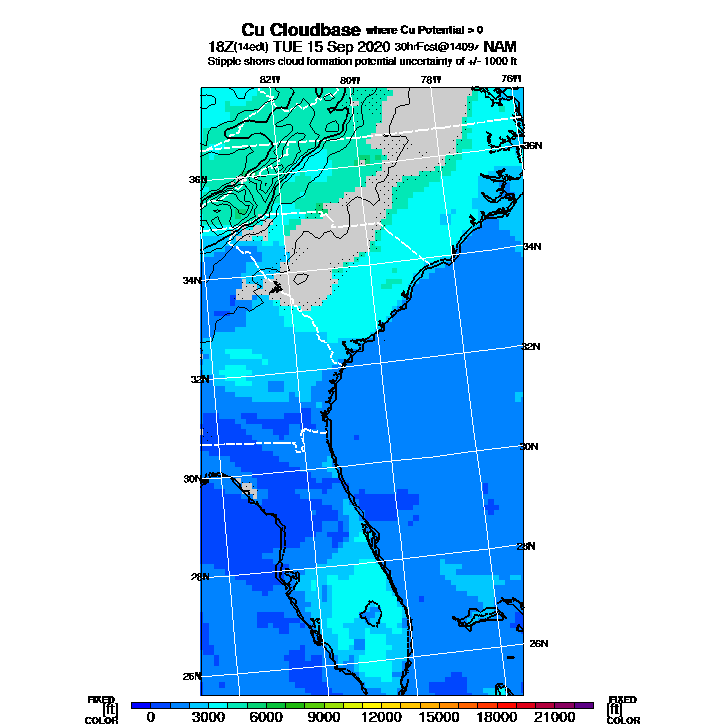 Cu Cloudbase where Cu Potential > 0
18Z(14edt) TUE 15 Sep 2020 30hrFcst@1409z NAM
Stipple shows cloud formation potential uncertainty of +/- 1000 ft
82W 80W 78W 76W
36N
36N
34N
34N
32N
32N
30N
30N
28N
28N
26N
26N
FIXED FIXED
[ft] [ft]
COLOR COLOR
0 3000 6000 9000 12000 15000 18000 21000